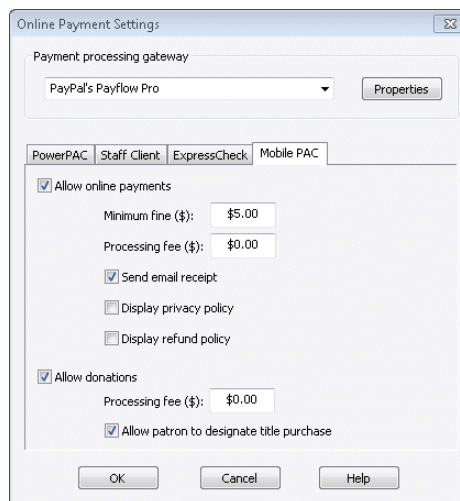 Online Payment Settings
Payment processing gateway
PayPal's Payflow Pro
Properties
PowerPAC Staff Client ExpressCheck Mobile PAC
Allow online payments
Minimum fine ($): $5.00
Processing fee ($): $0.00
Send email receipt
Display privacy policy
Display refund policy
Allow donations
Processing fee ($): $0.00
Allow patron to designate title purchase
OK Cancel Help